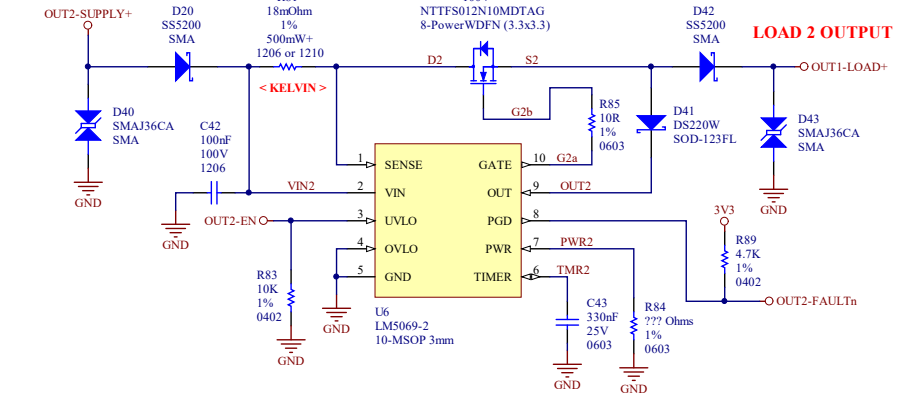 OUT2-SUPPLY+
D20
SS5200
SMA
18mOhm
1%
500mW+
1206 or 1210
< KELVIN >
NTTFS012N10MDTAG
8-PowerWDFN (3.3x3.3)
D2
S2
D42
SS5200
SMA
LOAD 2 OUTPUT
OUT1-LOAD+
D40
SMAJ36CA
SMA
GND
C42
100nF
100V
1206
GND
VIN2
G2b
R85
10R
1%
0603
G2a
D41
DS220W
SOD-123FL
D43
SMAJ36CA
SMA
GND
1 SENSE GATE 10
2 VIN OUT 9 OUT2
OUT2-EN 3 UVLO PGD 8
4 OVLO PWR 7 PWR2
5 GND TIMER 6 TMR2
3V3
R89
4.7K
1%
0402
OUT2-FAULTn
R83
10K
1%
0402
GND
GND
U6
LM5069-2
10-MSOP 3mm
C43
330nF
25V
0603
GND
R84
??? Ohms
1%
0603
GND